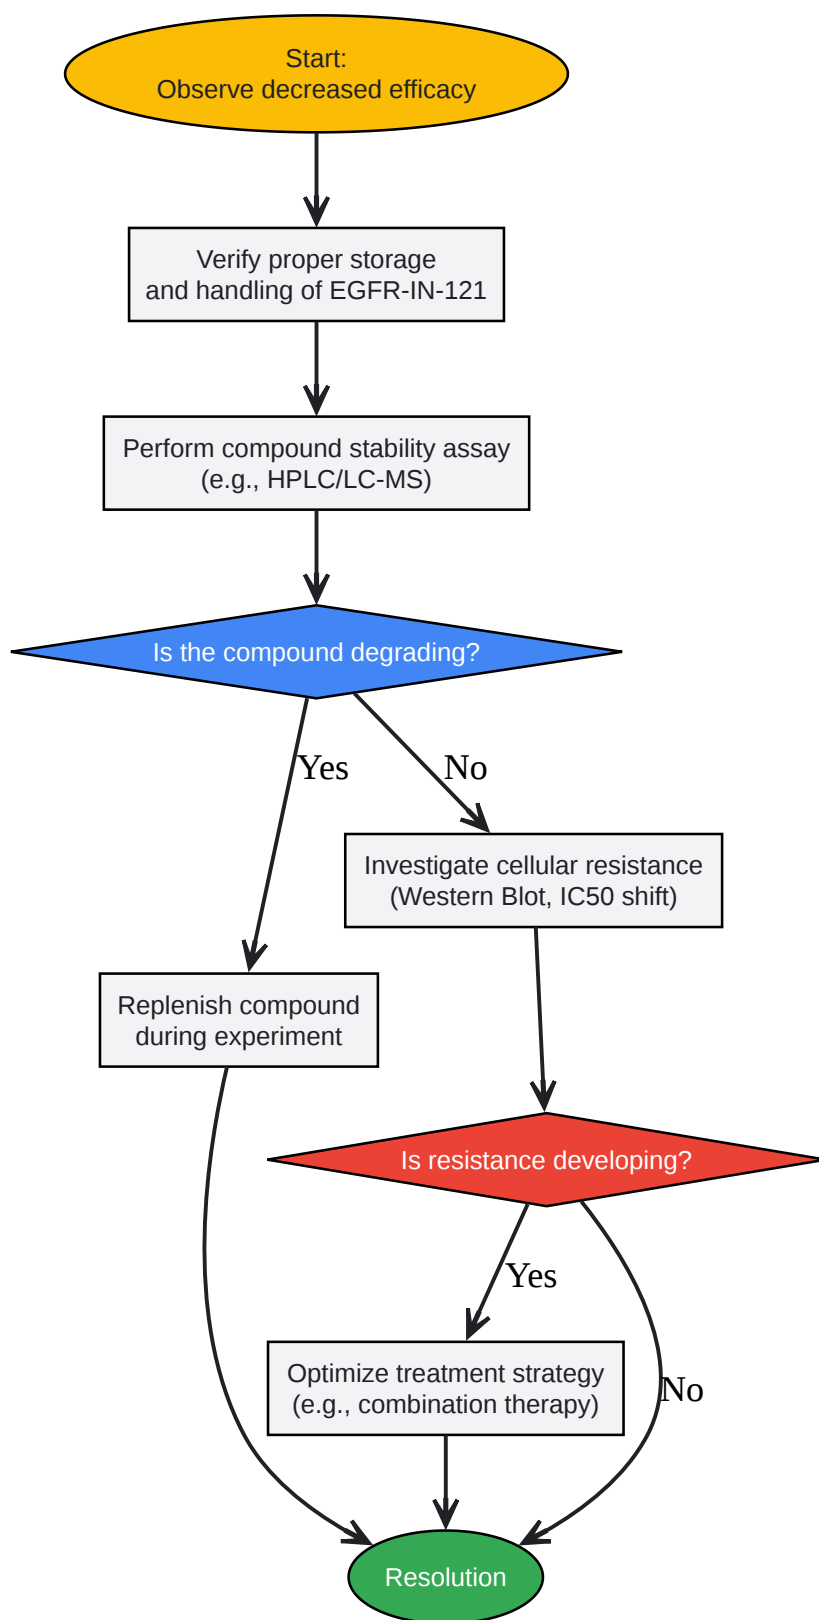 Start:
Observe decreased efficacy
Verify proper storage
and handling of EGFR-IN-121
Perform compound stability assay
(e.g., HPLC/LC-MS)
Is the compound degrading?
Yes
No
Investigate cellular resistance
(Western Blot, IC50 shift)
Replenish compound
during experiment
Is resistance developing?
Yes
Optimize treatment strategy
(e.g., combination therapy)
No
Resolution